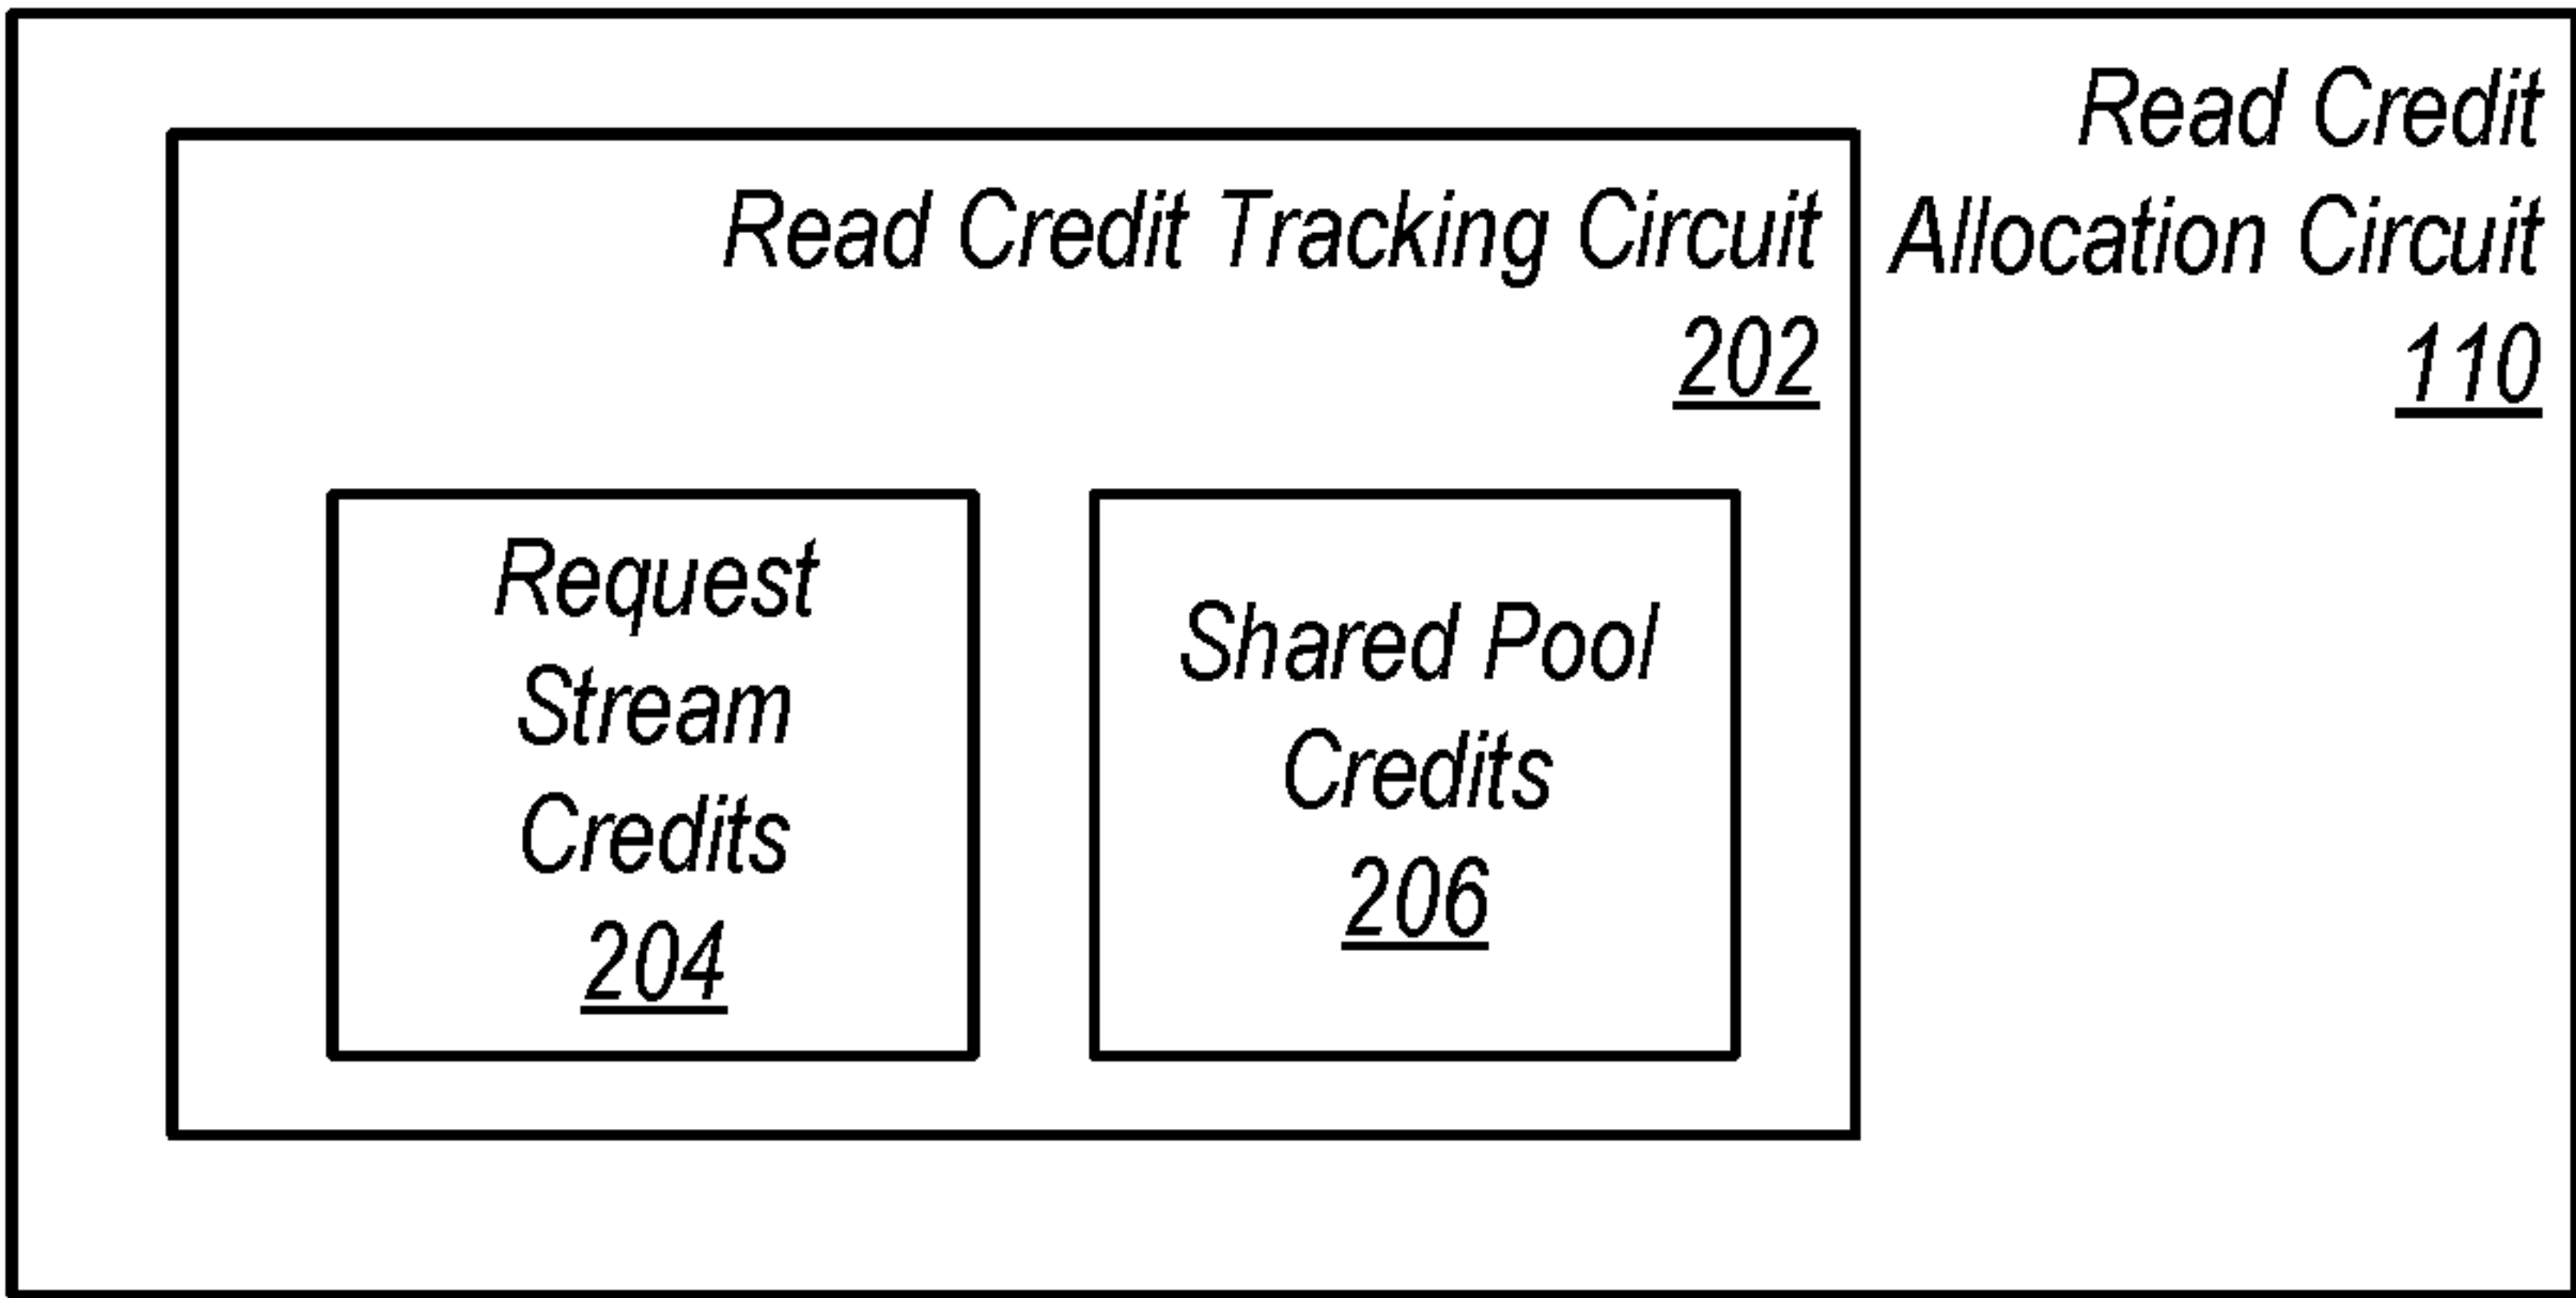 Read Credit
Allocation Circuit
110
Read Credit Tracking Circuit
202
Request
Stream
Credits
204
Shared Pool
Credits
206